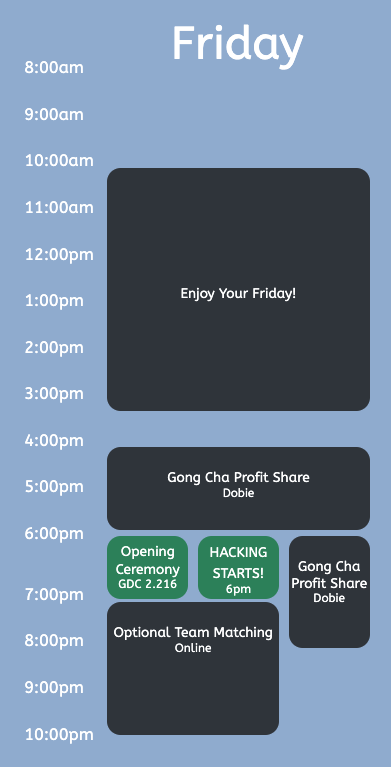 Friday
8:00am
9:00am
10:00am
11:00am
12:00pm
Enjoy Your Friday!
1:00pm
2:00pm
3:00pm
4:00pm
Gong Cha Profit Share
Dobie
5:00pm
6:00pm
Opening
Ceremony
GDC 2.216
HACKING
STARTS!
6pm
Gong Cha
Profit Share
Dobie
7:00pm
Optional Team Matching
Online
8:00pm
9:00pm
10:00pm